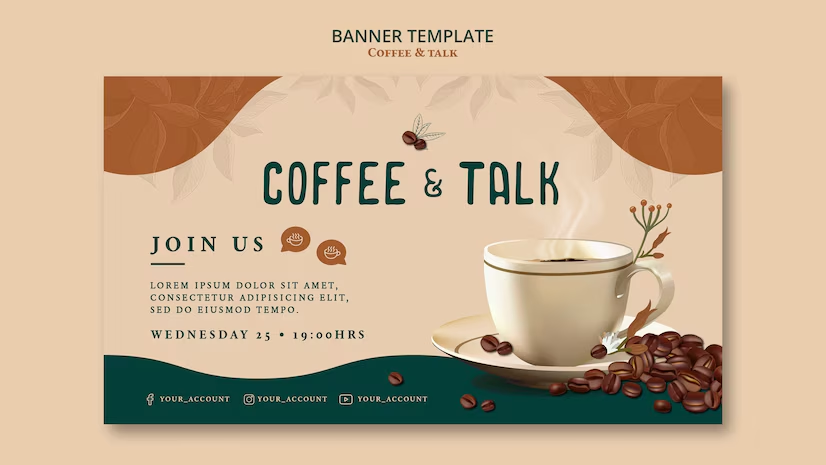 BANNER TEMPLATE
COFFEE & TALK
COFFEE & TALK
JOIN US
LOREM IPSUM DOLOR SIT AMET,
CONSECTETUR ADIPISICING ELIT,
SED DO EIUSMOD TEMPO.
WEDNESDAY 25 • 19:00HRS
YOUR_ACCOUNT YOUR_ACCOUNT YOUR_ACCOUNT